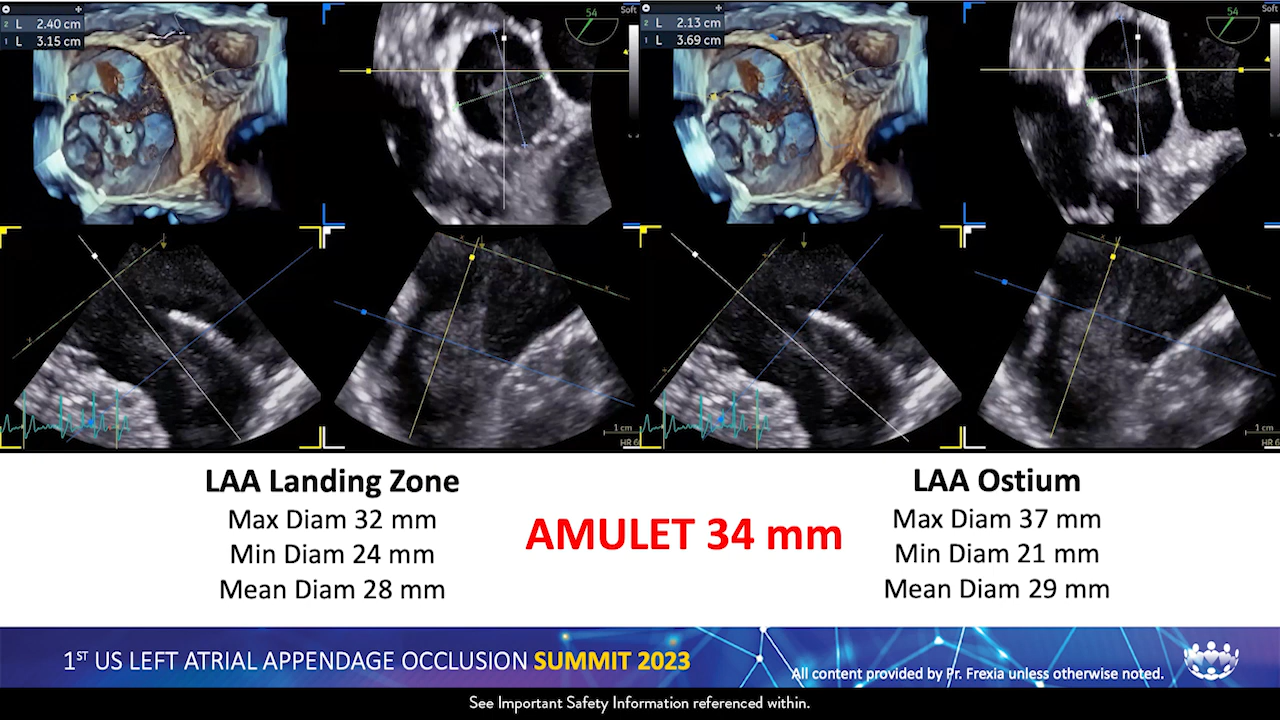 2 L 2.40 cm
1 L 3.15 cm
54
Soft
2 L 2.13 cm
1 L 3.69 cm
54
Soft
1 cm
HR 6
1 cm
HR 6
LAA Landing Zone
Max Diam 32 mm
Min Diam 24 mm
Mean Diam 28 mm
AMULET 34 mm
LAA Ostium
Max Diam 37 mm
Min Diam 21 mm
Mean Diam 29 mm
1ST US LEFT ATRIAL APPENDAGE OCCLUSION SUMMIT 2023
All content provided by Pr. Frexia unless otherwise noted.
See Important Safety Information referenced within.